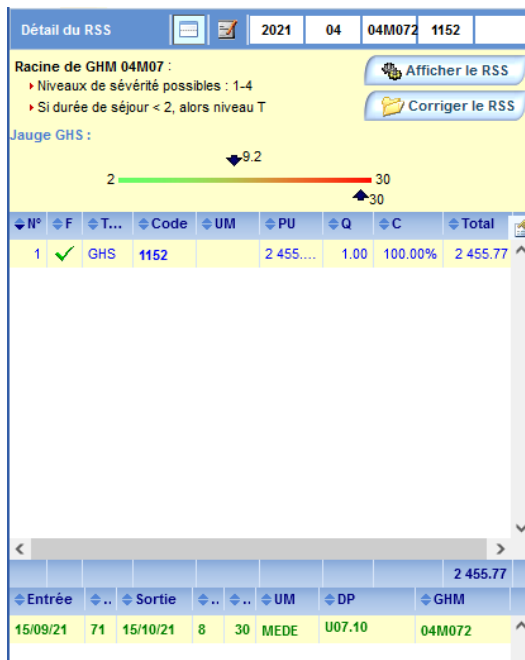 Détail du RSS 2021 04 04M072 1152
Racine de GHM 04M07 :
Niveaux de sévérité possibles : 1-4
Si durée de séjour < 2, alors niveau T
Afficher le RSS
Corriger le RSS
Jauge GHS :
9.2
2 30
30
N° F T... Code UM PU Q C Total
1 GHS 1152 2 455.... 1.00 100.00% 2 455.77
2 455.77
Entrée .. Sortie .. .. UM DP GHM
15/09/21 71 15/10/21 8 30 MEDE U07.10 04M072